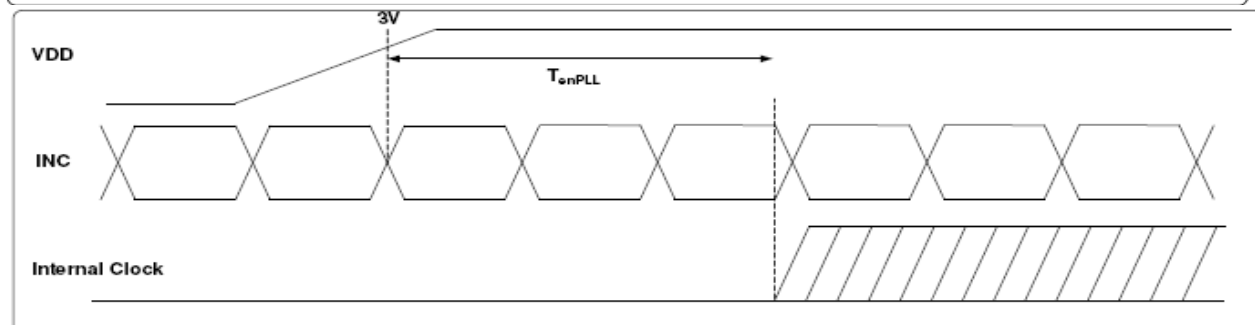 3V
VDD
TenPLL
INC
Internal Clock